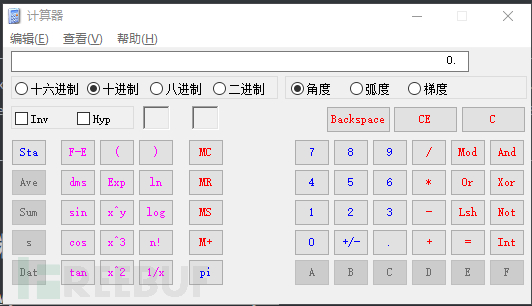 计算器
编辑(E) 查看(V) 帮助(H)
0.
十六进制 十进制 八进制 二进制 角度 弧度 梯度
Inv Hyp Backspace CE C
Sta F-E ( ) MC 7 8 9 / Mod And
Ave dms Exp ln MR 4 5 6 * Or Xor
Sum sin x^y log MS 1 2 3 - Lsh Not
s cos x^3 n! M+ 0 +/- . + = Int
Dat tan x^2 1/x pi A B C D E F
FREEBUF